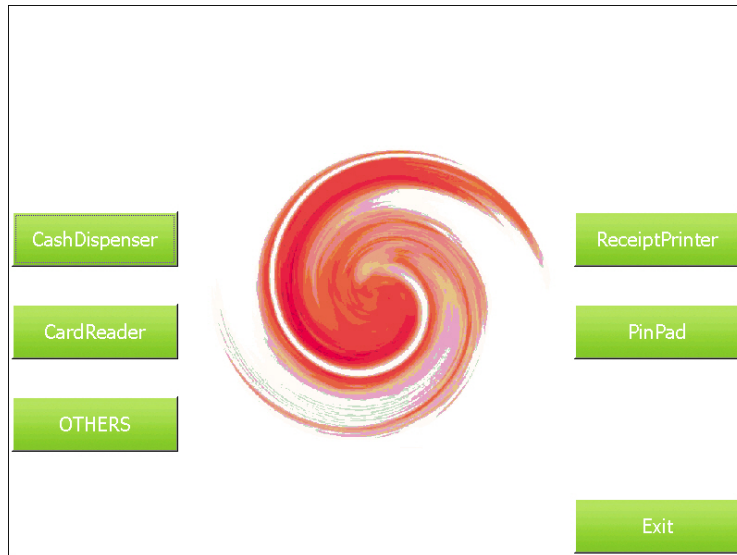 CashDispenser
ReceiptPrinter
CardReader
PinPad
OTHERS
Exit